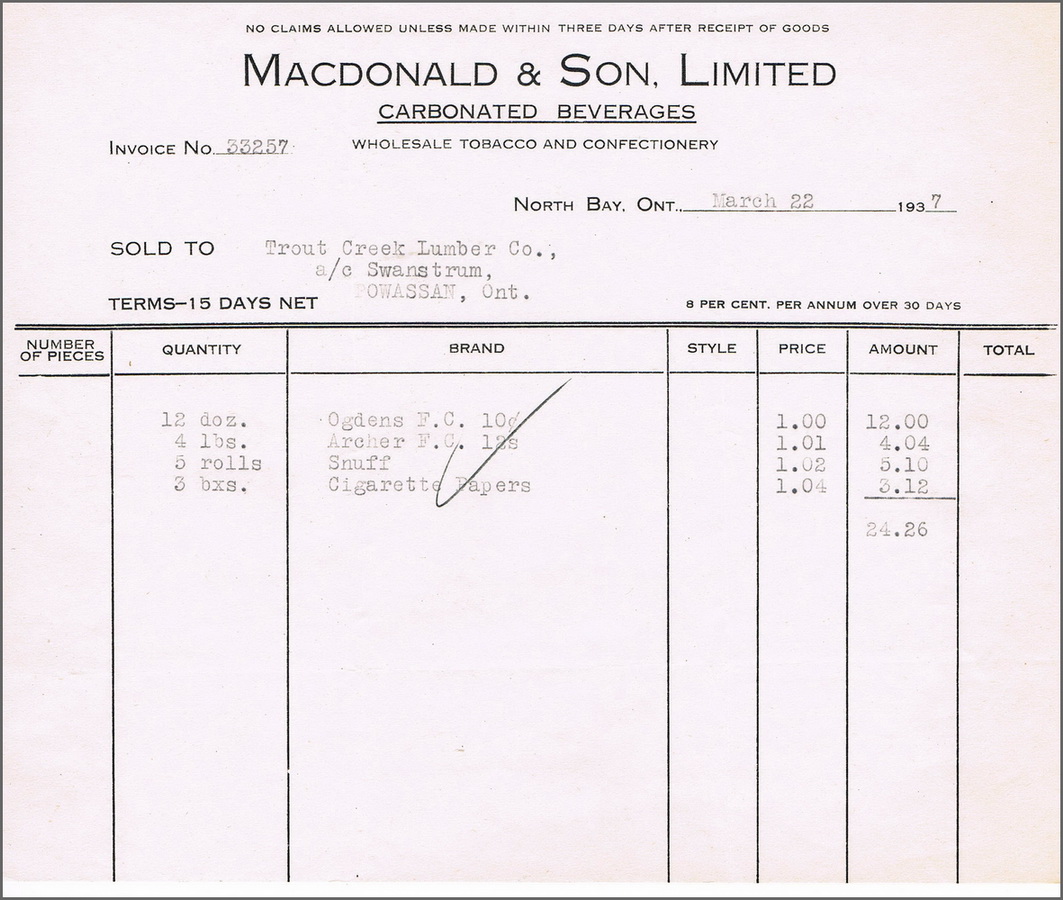 NO CLAIMS ALLOWED UNLESS MADE WITHIN THREE DAYS AFTER RECEIPT OF GOODS
MACDONALD & SON, LIMITED
CARBONATED BEVERAGES
INVOICE NO. 33257 WHOLESALE TOBACCO AND CONFECTIONERY
NORTH BAY, ONT., March 22 1937
SOLD TO Trout Creek Lumber Co.,
a/c Swanstrum,
POWASSAN, Ont.
TERMS—15 DAYS NET 8 PER CENT. PER ANNUM OVER 30 DAYS
NUMBER OF PIECES QUANTITY BRAND STYLE PRICE AMOUNT TOTAL
12 doz. Ogdens F.C. 10¢ 1.00 12.00
4 lbs. Archer F.C. 12s 1.01 4.04
5 rolls Snuff 1.02 5.10
3 bxs. Cigarette Papers 1.04 3.12
24.26